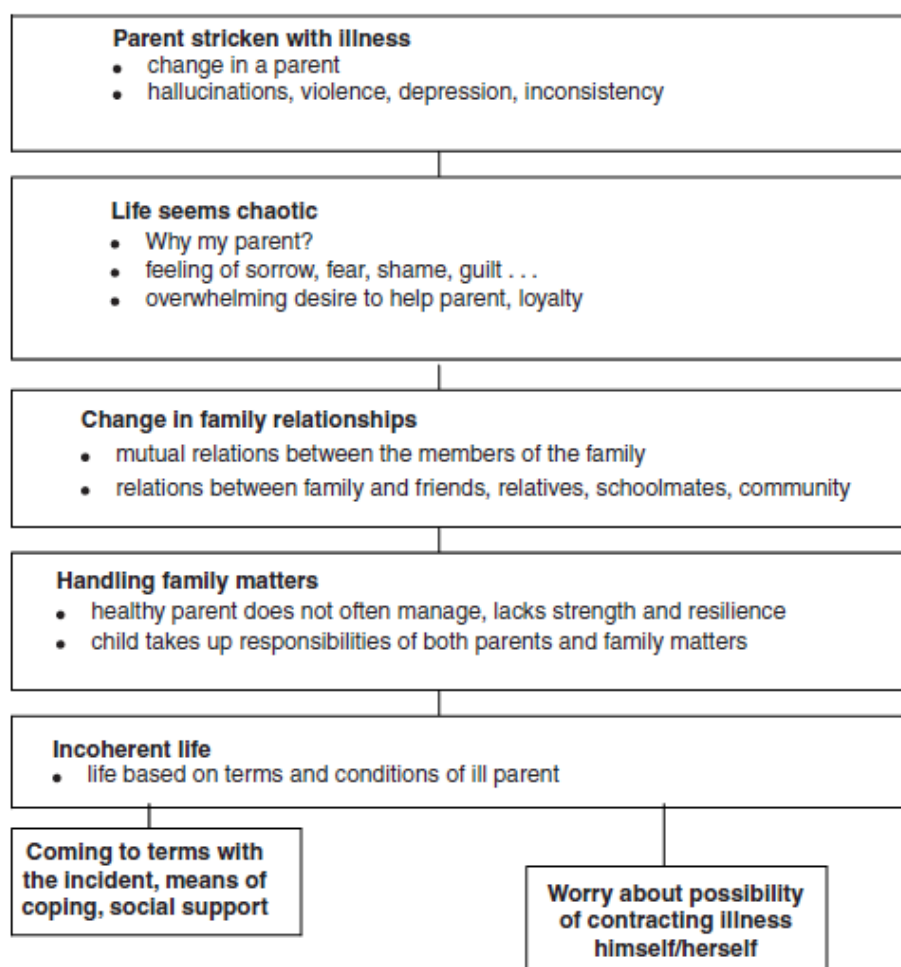 Parent stricken with illness
• change in a parent
• hallucinations, violence, depression, inconsistency
Life seems chaotic
• Why my parent?
• feeling of sorrow, fear, shame, guilt . . .
• overwhelming desire to help parent, loyalty
Change in family relationships
• mutual relations between the members of the family
• relations between family and friends, relatives, schoolmates, community
Handling family matters
• healthy parent does not often manage, lacks strength and resilience
• child takes up responsibilities of both parents and family matters
Incoherent life
• life based on terms and conditions of ill parent
Coming to terms with
the incident, means of
coping, social support
Worry about possibility
of contracting illness
himself/herself